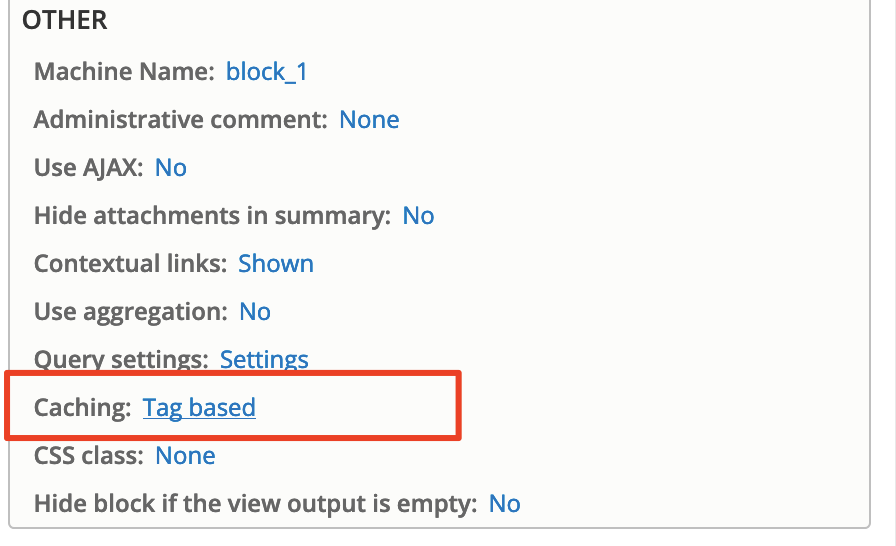 OTHER
Machine Name: block_1
Administrative comment: None
Use AJAX: No
Hide attachments in summary: No
Contextual links: Shown
Use aggregation: No
Query settings: Settings
Caching: Tag based
CSS class: None
Hide block if the view output is empty: No